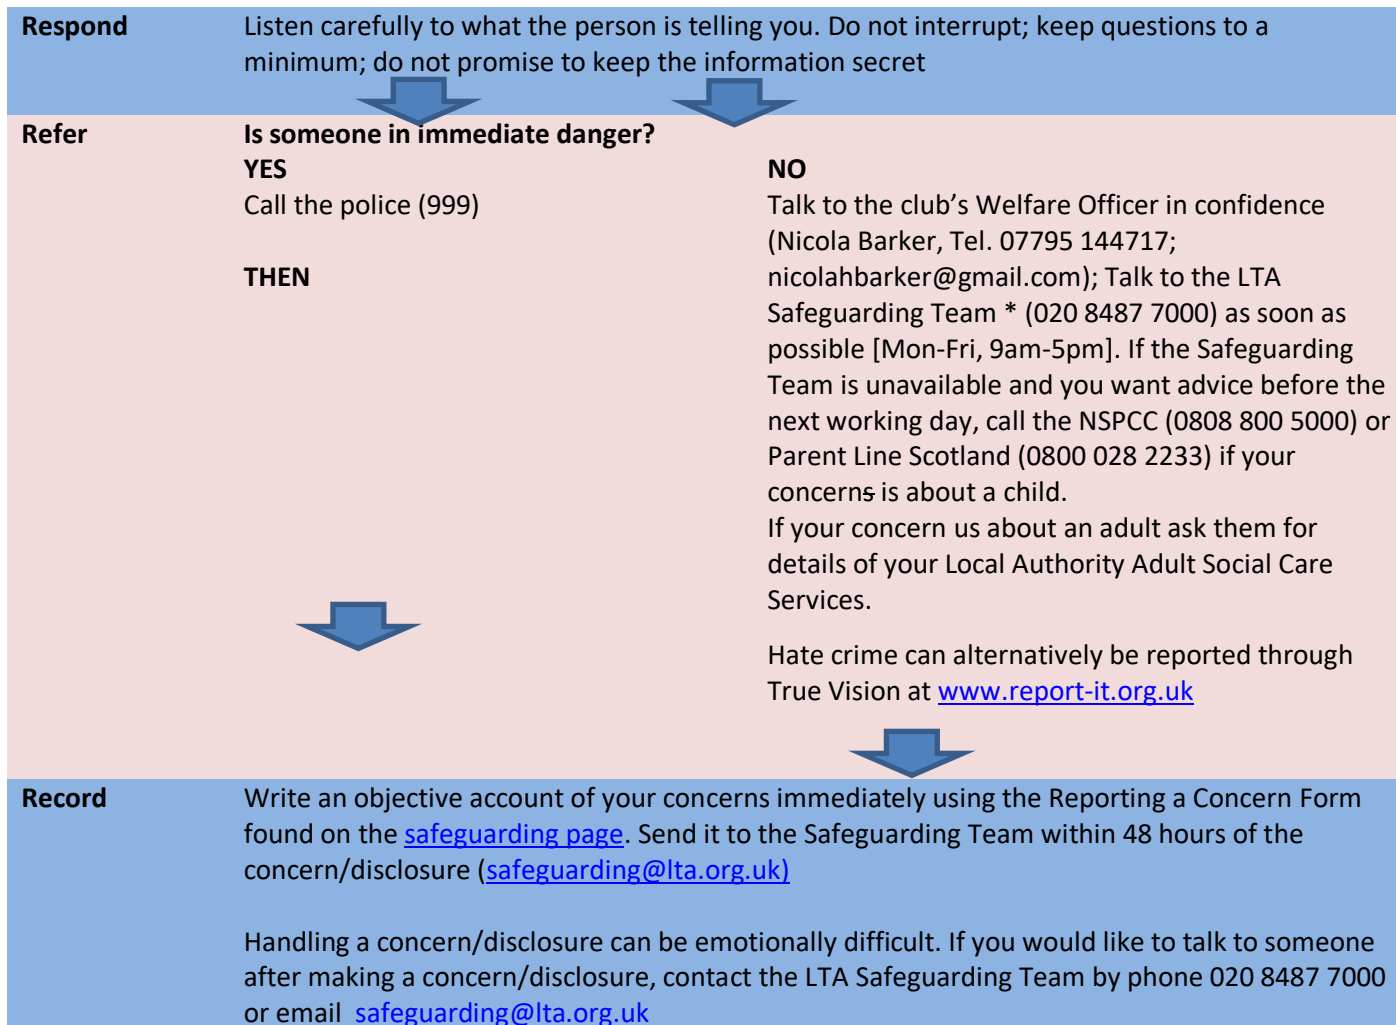 Respond
Listen carefully to what the person is telling you. Do not interrupt; keep questions to a
minimum; do not promise to keep the information secret
Refer
Is someone in immediate danger?
YES
Call the police (999)
THEN
NO
Talk to the club’s Welfare Officer in confidence
(Nicola Barker, Tel. 07795 144717;
nicolahbarker@gmail.com); Talk to the LTA
Safeguarding Team * (020 8487 7000) as soon as
possible [Mon-Fri, 9am-5pm]. If the Safeguarding
Team is unavailable and you want advice before the
next working day, call the NSPCC (0808 800 5000) or
Parent Line Scotland (0800 028 2233) if your
concerns is about a child.
If your concern us about an adult ask them for
details of your Local Authority Adult Social Care
Services.
Hate crime can alternatively be reported through
True Vision at www.report-it.org.uk
Record
Write an objective account of your concerns immediately using the Reporting a Concern Form
found on the safeguarding page. Send it to the Safeguarding Team within 48 hours of the
concern/disclosure (safeguarding@lta.org.uk)
Handling a concern/disclosure can be emotionally difficult. If you would like to talk to someone
after making a concern/disclosure, contact the LTA Safeguarding Team by phone 020 8487 7000
or email safeguarding@lta.org.uk